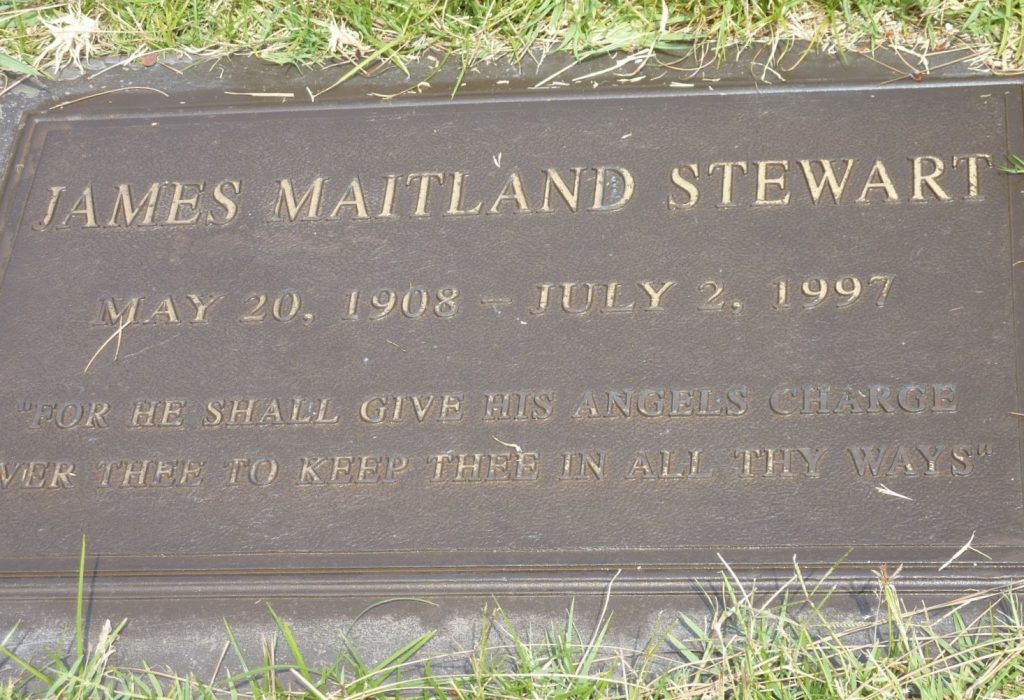 JAMES MAITLAND STEWART
MAY 20, 1908 – JULY 2, 1997
"FOR HE SHALL GIVE HIS ANGELS CHARGE
VER THEE TO KEEP THEE IN ALL THY WAYS"